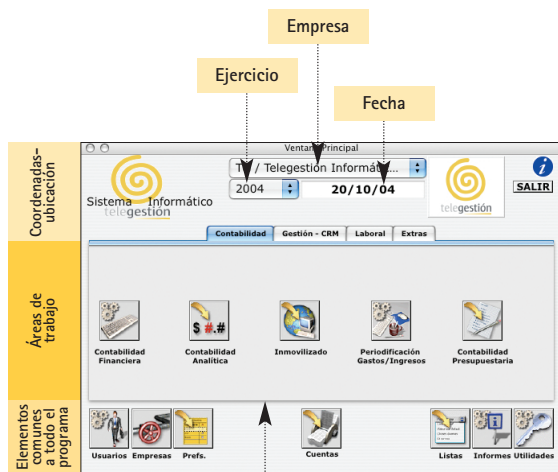 Empresa
Ejercicio
Fecha
Coordenadas-
ubicación
Áreas de
trabajo
Elementos
comunes
a todo el
programa
Ventana Principal
/ Telegestión Informátic...
2004
20/10/04
Sistema Informático
telegestión
telegestión
i
SALIR
Contabilidad
Gestión - CRM
Laboral
Extras
$ #.#
Contabilidad
Financiera
Contabilidad
Analítica
Inmovilizado
Periodificación
Gastos/Ingresos
Contabilidad
Presupuestaria
Usuarios
Empresas
Prefs.
Cuentas
Listas
Informes
Utilidades